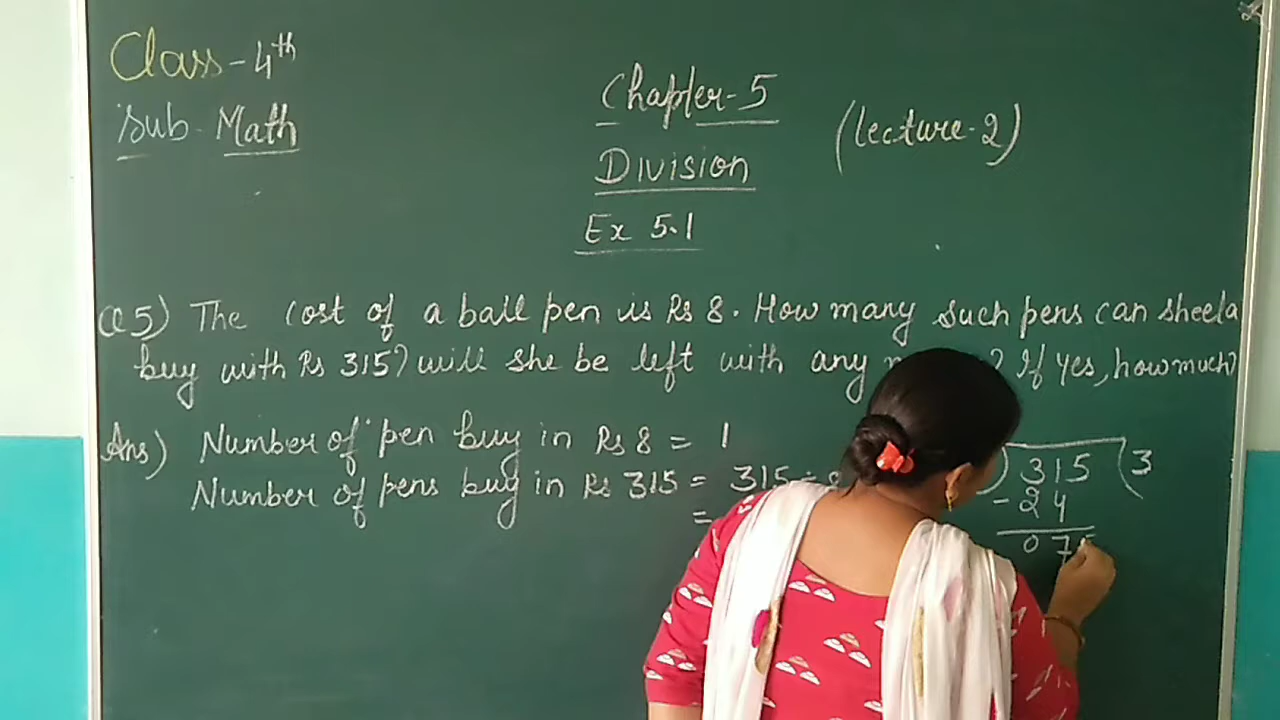 Class-4th
Sub-Math
Chapter-5
(lecture-2)
Division
Ex 5.1
Q5) The cost of a ball pen is Rs 8. How many such pens can sheela
buy with Rs 315? will she be left with any ? If yes, how much?
Ans) Number of pen buy in Rs 8 = 1
Number of pens buy in Rs 315 = 315 ÷
=
) 315 ( 3
- 24
075